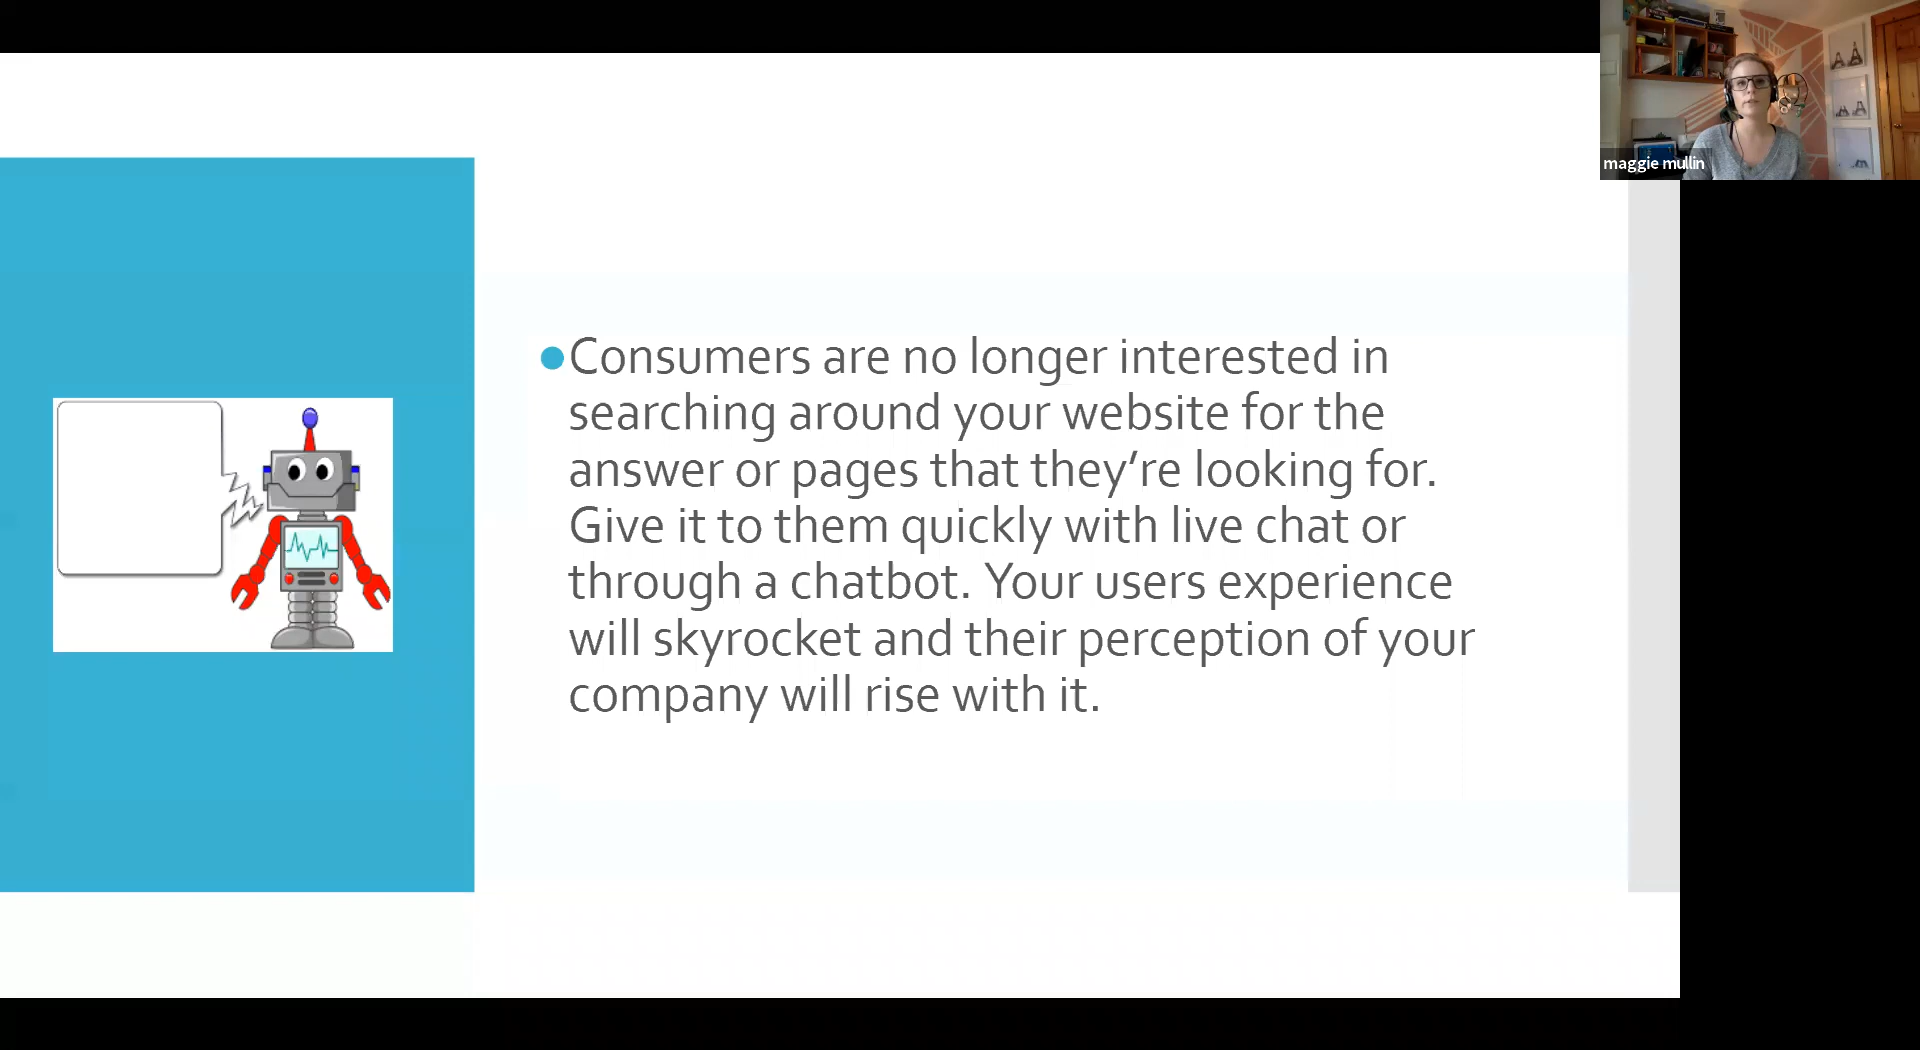 maggie mullin
Consumers are no longer interested in
searching around your website for the
answer or pages that they’re looking for.
Give it to them quickly with live chat or
through a chatbot. Your users experience
will skyrocket and their perception of your
company will rise with it.